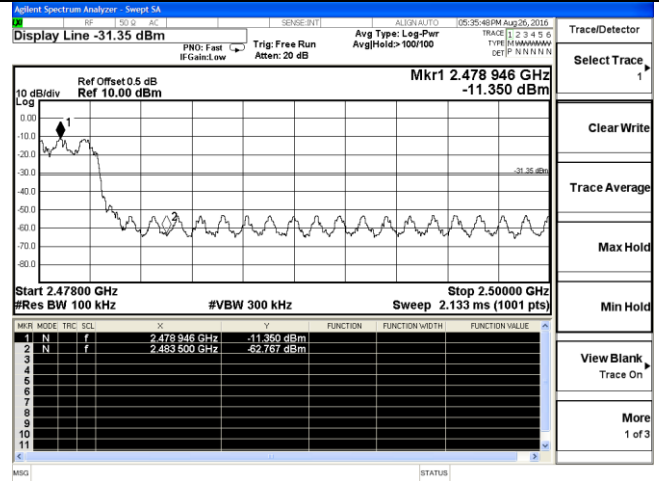 Agilent Spectrum Analyzer - Swept SA
RF 50 Ω AC SENSE:INT ALIGN AUTO 05:35:48 PM Aug 26, 2016
Display Line -31.35 dBm
PNO: Fast
IFGain:Low
Trig: Free Run
Atten: 20 dB
Avg Type: Log-Pwr
Avg|Hold:> 100/100
TRACE 1 2 3 4 5 6
TYPE MWWWWW
DET P N N N N N
Mkr1 2.478 946 GHz
-11.350 dBm
Ref Offset 0.5 dB
10 dB/div Ref 10.00 dBm
Log
0.00
-10.0
-20.0
-30.0
-40.0
-50.0
-60.0
-70.0
-80.0
1
2
-31.35 dBm
Start 2.47800 GHz Stop 2.50000 GHz
#Res BW 100 kHz #VBW 300 kHz Sweep 2.133 ms (1001 pts)
MKR MODE TRC SCL X Y FUNCTION FUNCTION WIDTH FUNCTION VALUE
1 N f 2.478 946 GHz -11.350 dBm
2 N f 2.483 500 GHz -62.767 dBm
3
4
5
6
7
8
9
10
11
MSG STATUS
Trace/Detector
Select Trace
1
Clear Write
Trace Average
Max Hold
Min Hold
View Blank
Trace On
More
1 of 3